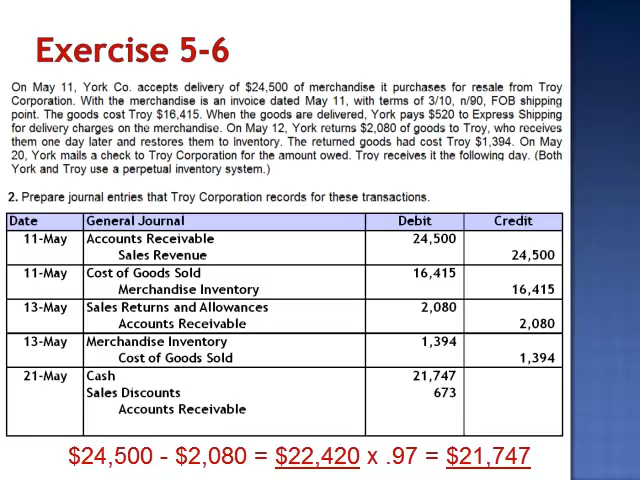 Exercise 5-6
On May 11, York Co. accepts delivery of $24,500 of merchandise it purchases for resale from Troy
Corporation. With the merchandise is an invoice dated May 11, with terms of 3/10, n/90, FOB shipping
point. The goods cost Troy $16,415. When the goods are delivered, York pays $520 to Express Shipping
for delivery charges on the merchandise. On May 12, York returns $2,080 of goods to Troy, who receives
them one day later and restores them to inventory. The returned goods had cost Troy $1,394. On May
20, York mails a check to Troy Corporation for the amount owed. Troy receives it the following day. (Both
York and Troy use a perpetual inventory system.)
2. Prepare journal entries that Troy Corporation records for these transactions.
Date General Journal Debit Credit
11-May Accounts Receivable 24,500
Sales Revenue 24,500
11-May Cost of Goods Sold 16,415
Merchandise Inventory 16,415
13-May Sales Returns and Allowances 2,080
Accounts Receivable 2,080
13-May Merchandise Inventory 1,394
Cost of Goods Sold 1,394
21-May Cash 21,747
Sales Discounts 673
Accounts Receivable
$24,500 - $2,080 = $22,420 x .97 = $21,747